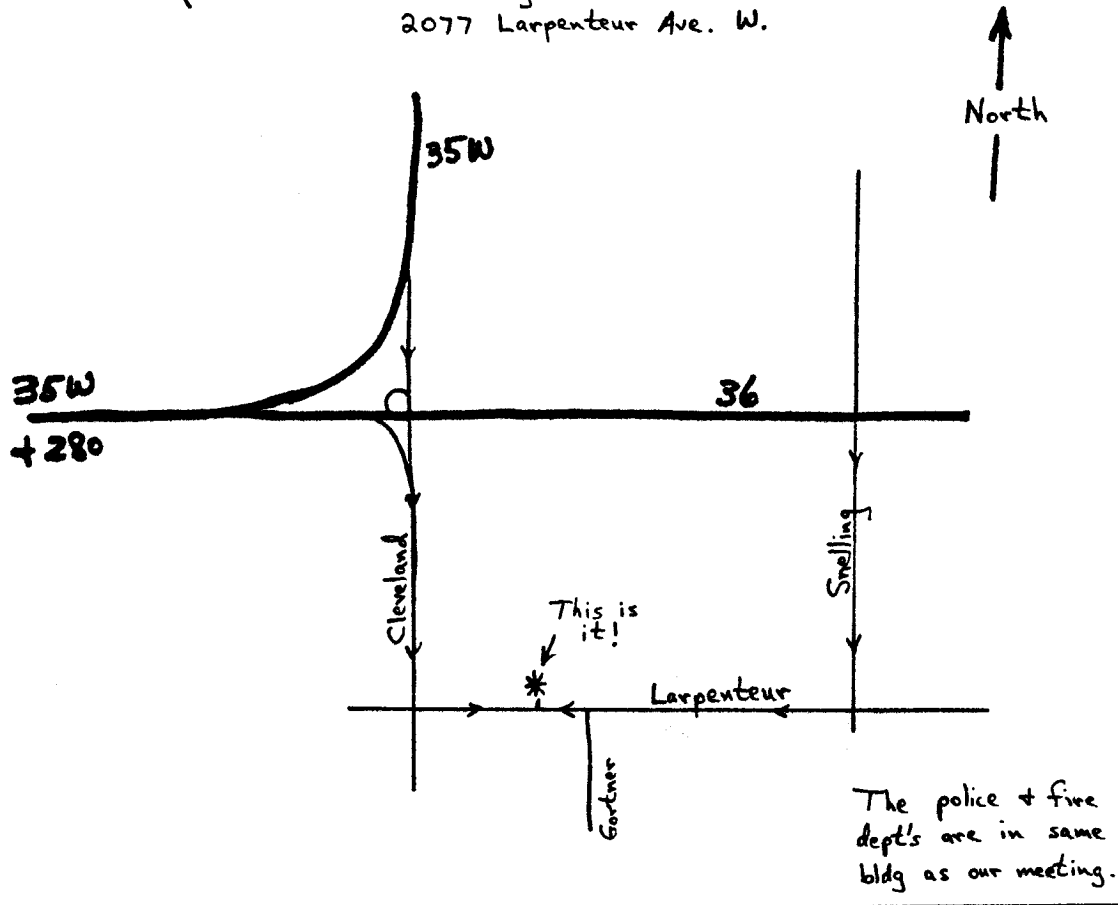 2077 Larpenteur Ave. W.
North
35W
35W
+ 280
36
Cleveland
Snelling
This is
it!
Larpenteur
Gortner
The police + fire
dept's are in same
bldg as our meeting.